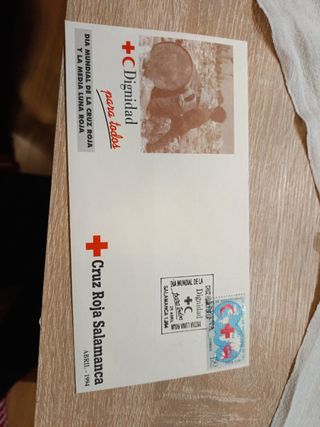 DIA MUNDIAL DE LA CRUZ ROJA
Y LA MEDIA LUNA ROJA
Dignidad
para todos
Cruz Roja Salamanca
ABRIL - 1994
DIA MUNDIAL DE LA
Dignidad
para todos
SALAMANCA 1994